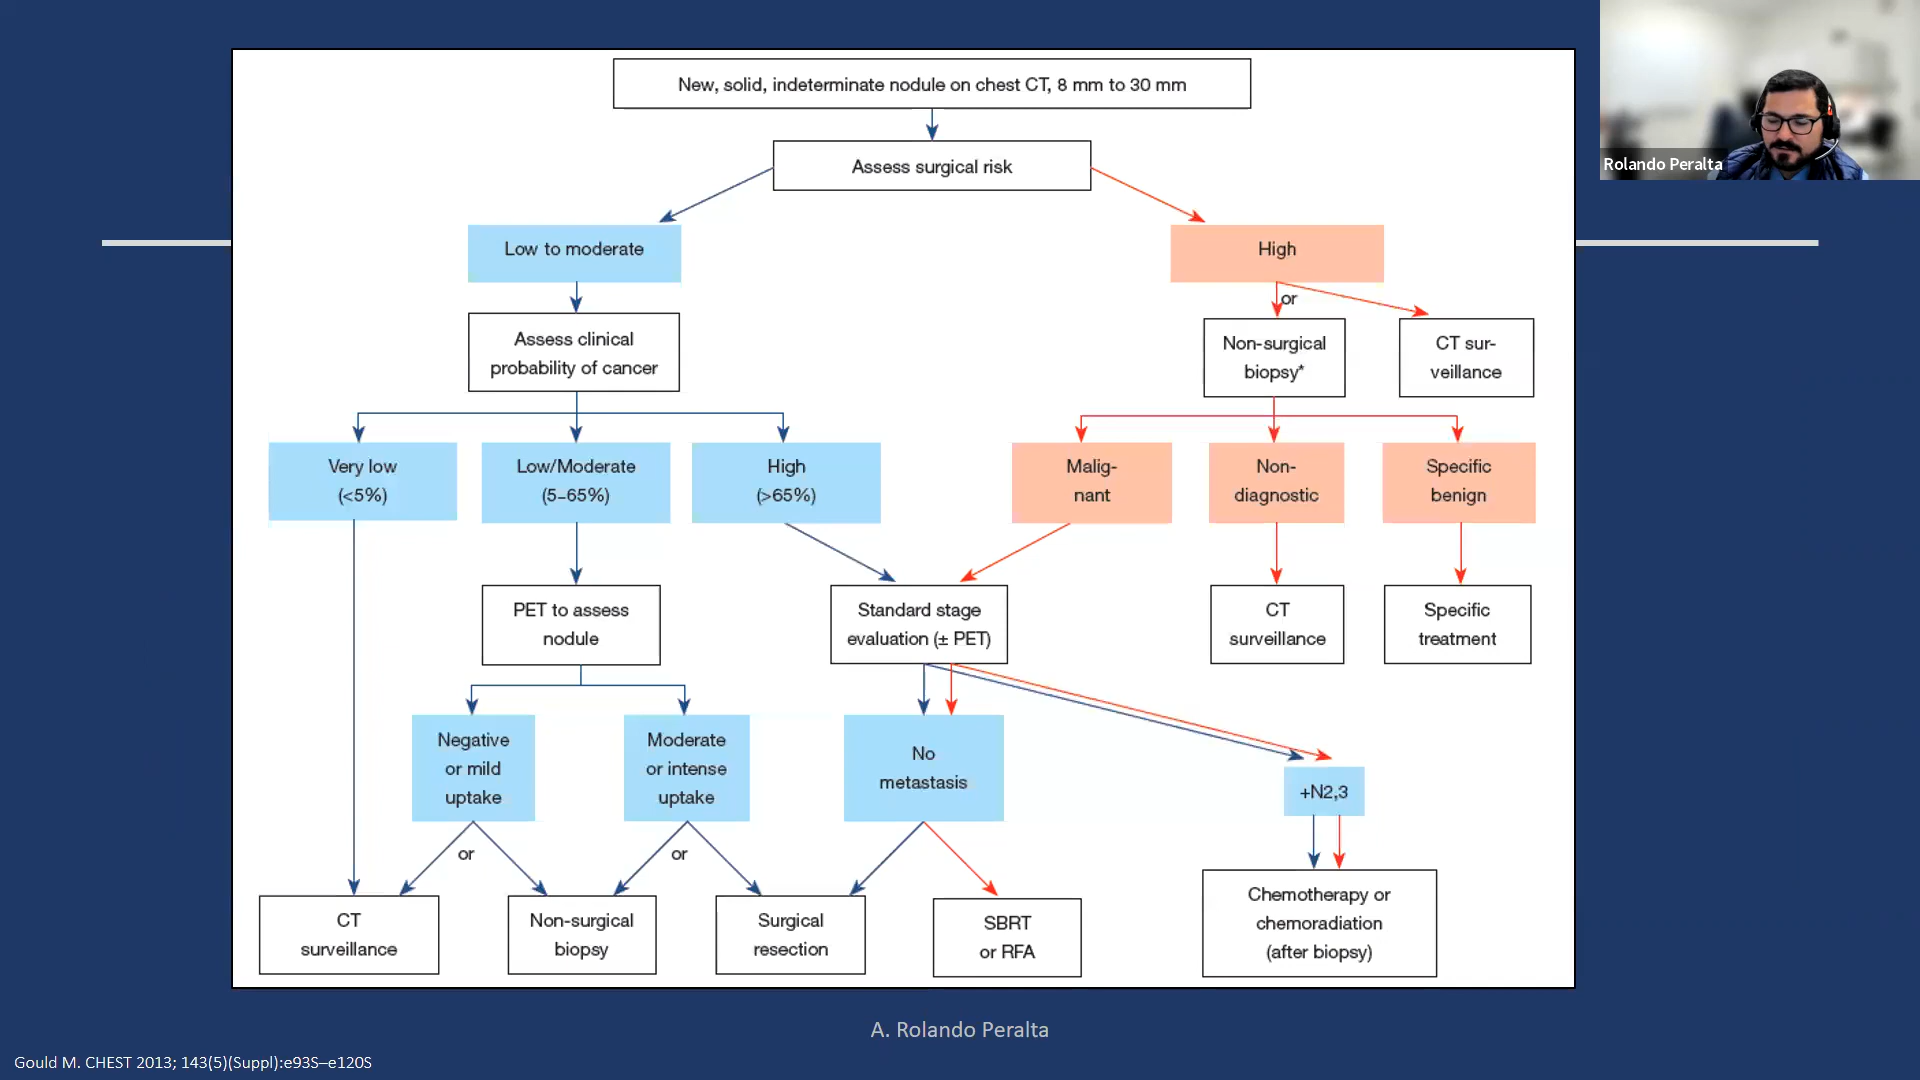 New, solid, indeterminate nodule on chest CT, 8 mm to 30 mm
Assess surgical risk
Rolando Peralta
Low to moderate
High
or
Assess clinical
probability of cancer
Non-surgical
biopsy*
CT sur-
veillance
Very low
(<5%)
Low/Moderate
(5–65%)
High
(>65%)
Malig-
nant
Non-
diagnostic
Specific
benign
PET to assess
nodule
Standard stage
evaluation (± PET)
CT
surveillance
Specific
treatment
Negative
or mild
uptake
Moderate
or intense
uptake
No
metastasis
+N2,3
or
or
CT
surveillance
Non-surgical
biopsy
Surgical
resection
SBRT
or RFA
Chemotherapy or
chemoradiation
(after biopsy)
A. Rolando Peralta
Gould M. CHEST 2013; 143(5)(Suppl):e93S–e120S